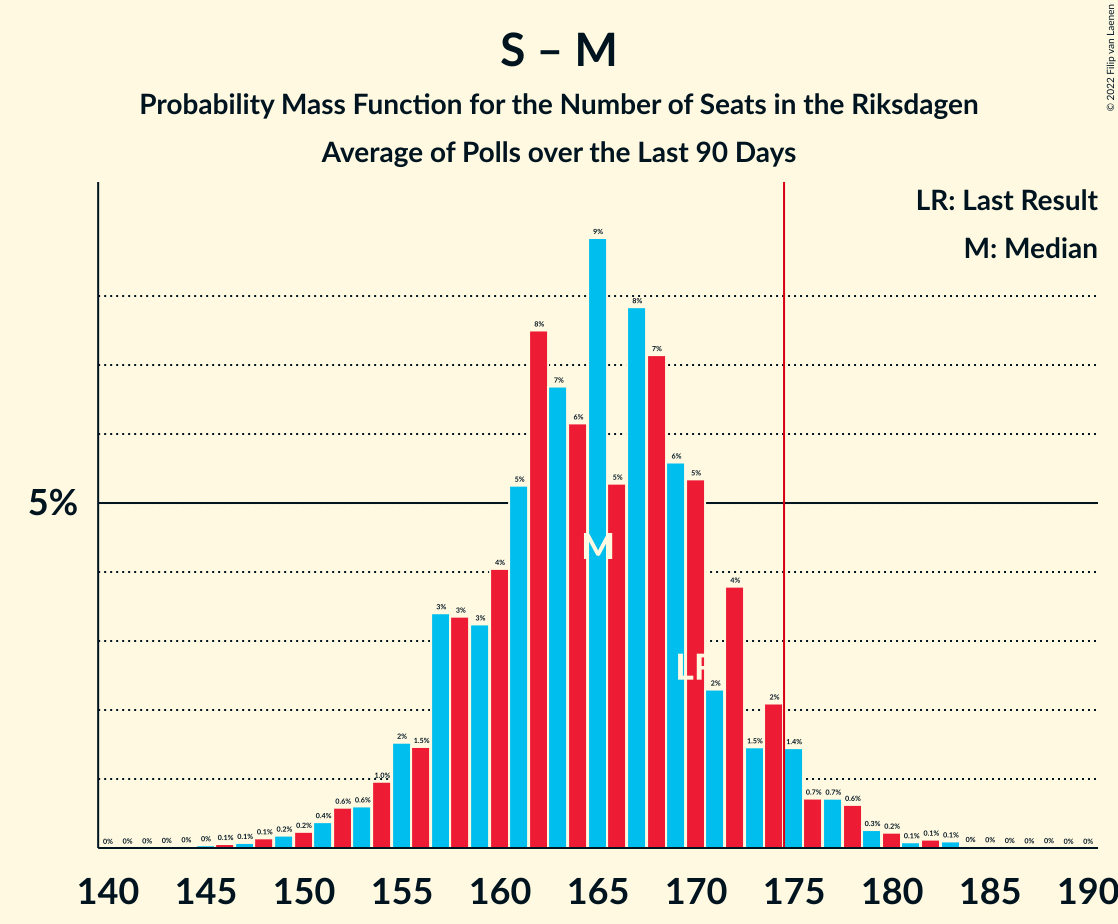 © 2022 Filip van Laenen
S – M
Probability Mass Function for the Number of Seats in the Riksdagen
Average of Polls over the Last 90 Days
LR: Last Result
M: Median
5%
0% 0% 0% 0% 0% 0% 0.1% 0.1% 0.1% 0.2% 0.2% 0.4% 0.6% 0.6% 1.0% 2% 1.5% 3% 3% 3% 4% 5% 8% 7% 6% 9% 5% 8% 7% 6% 5% 2% 4% 1.5% 2% 1.4% 0.7% 0.7% 0.6% 0.3% 0.2% 0.1% 0.1% 0.1% 0% 0% 0% 0% 0% 0% 0%
M
LR
140 145 150 155 160 165 170 175 180 185 190